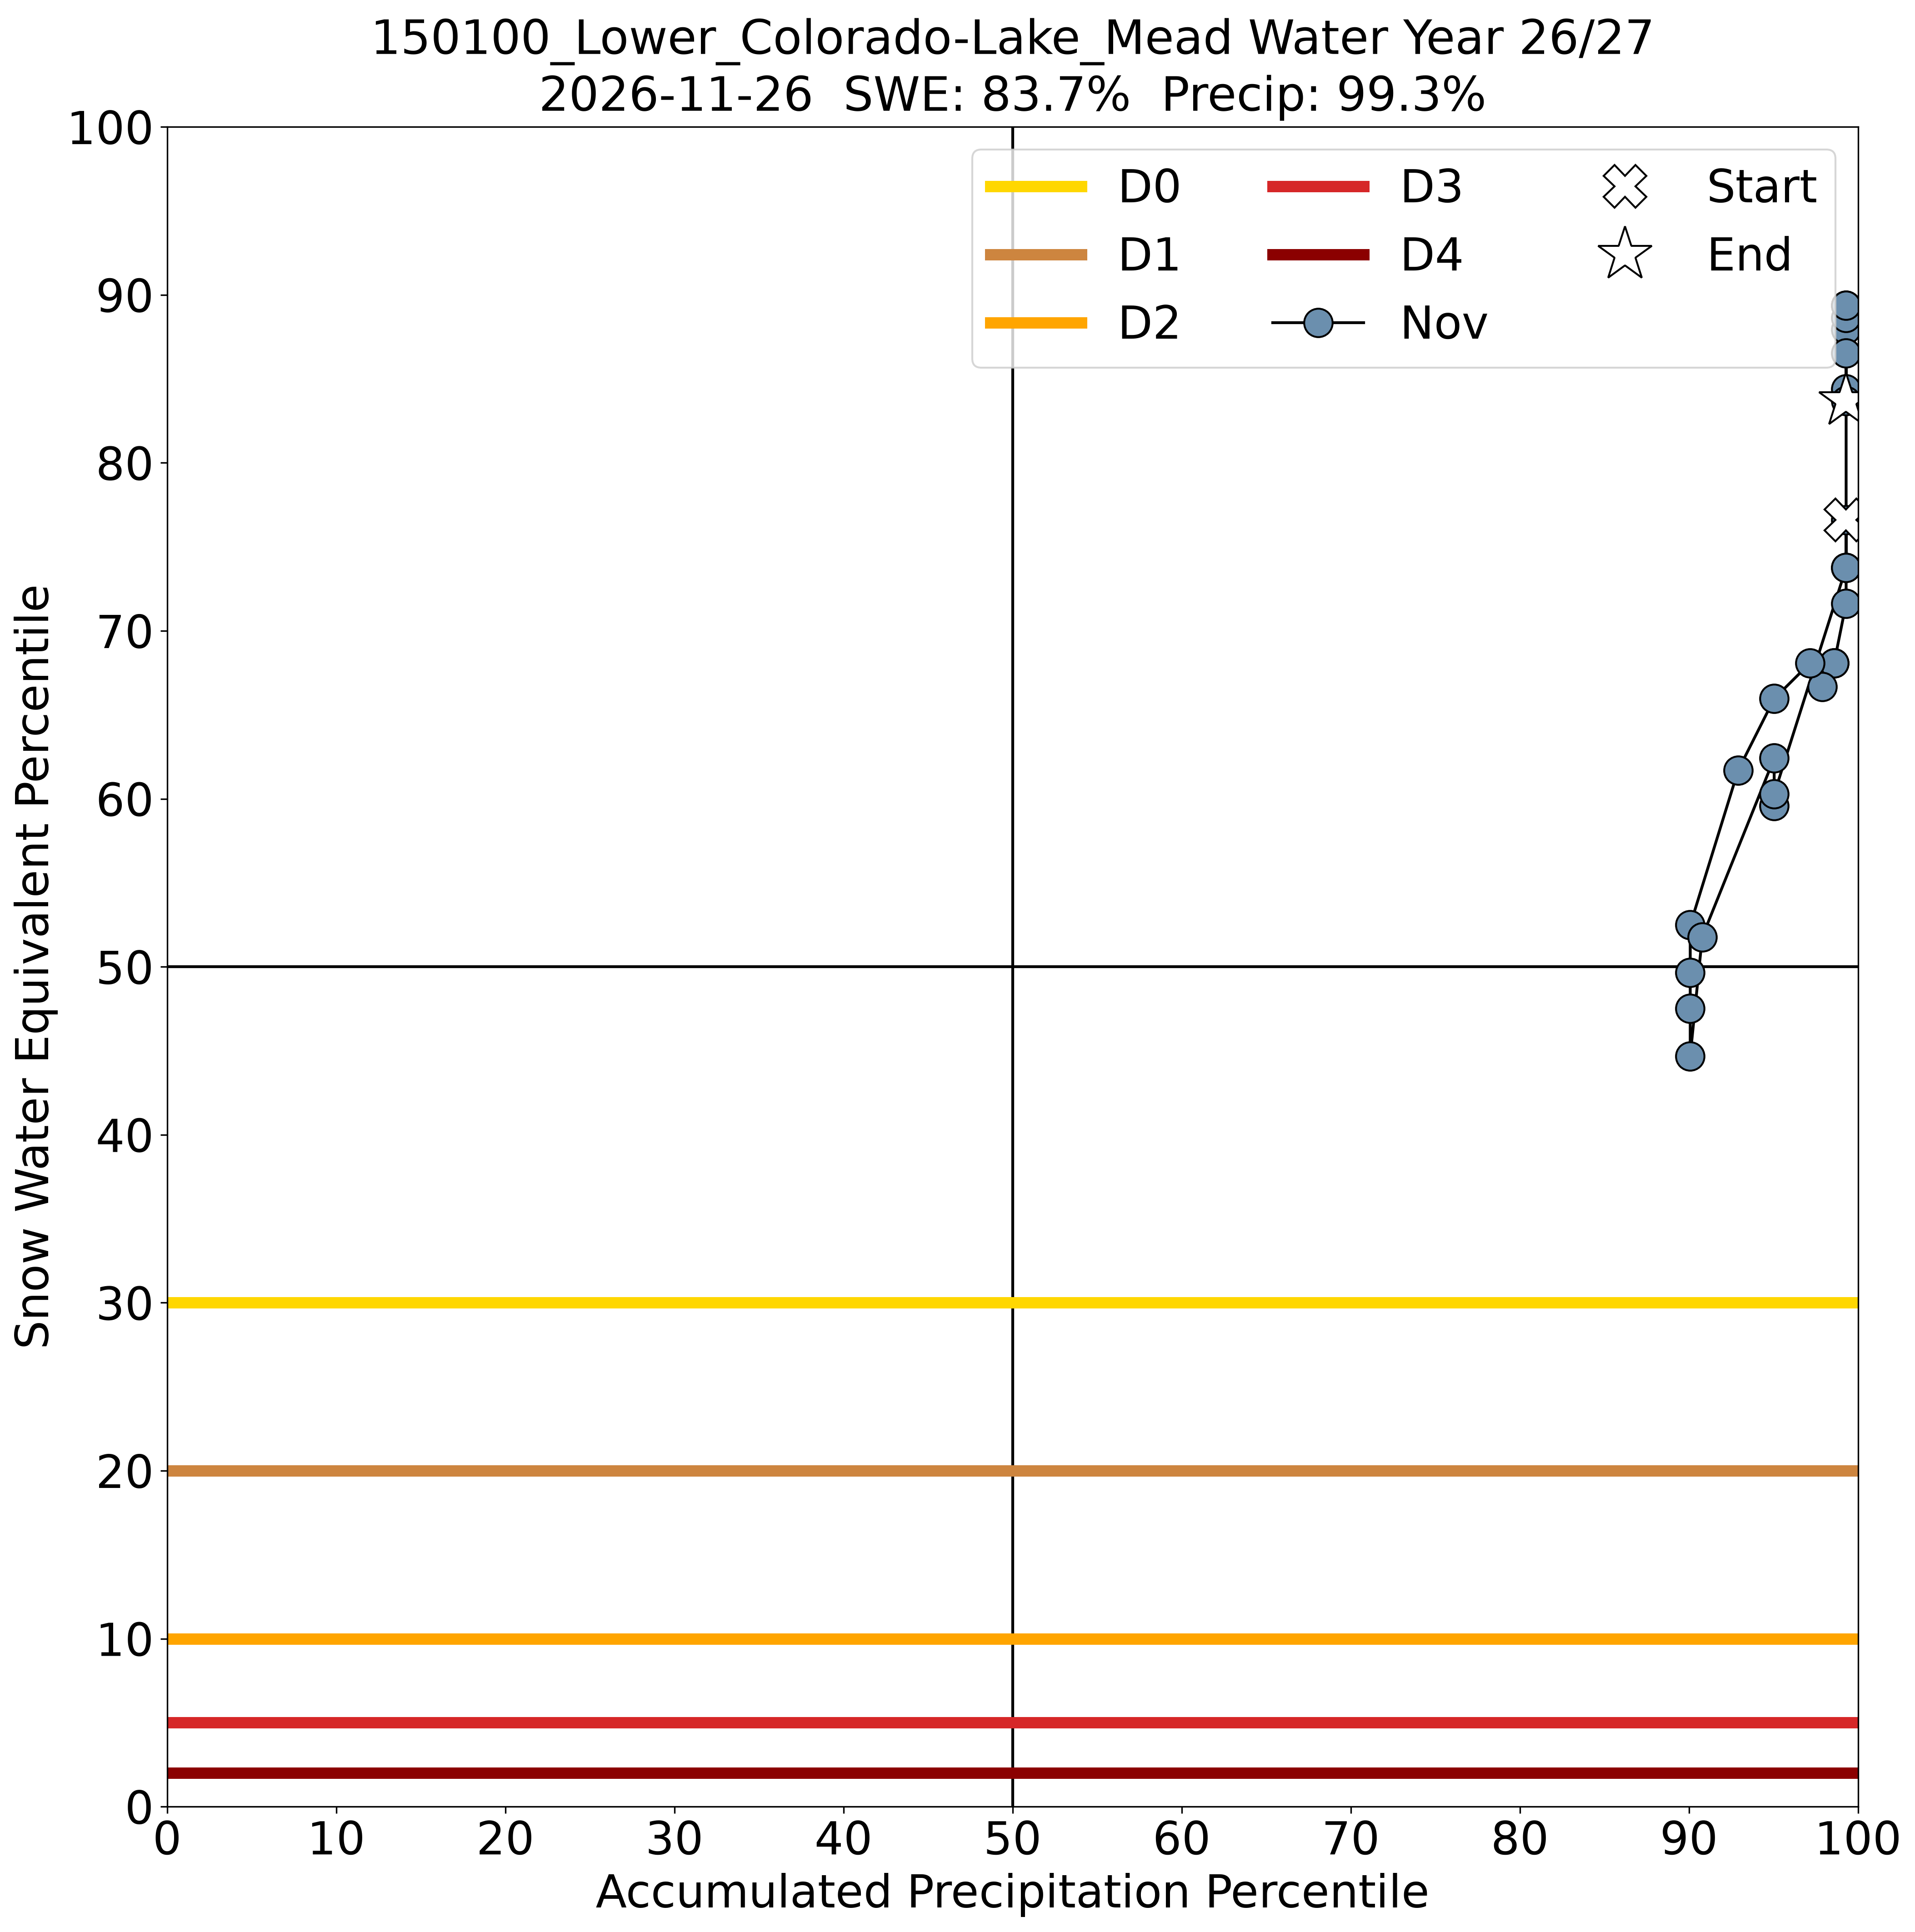 150100_Lower_Colorado-Lake_Mead Water Year 26/27
2026-11-26  SWE: 83.7%  Precip: 99.3%
D0
D1
D2
D3
D4
Nov
Start
End
Snow Water Equivalent Percentile
100
90
80
70
60
50
40
30
20
10
0
0 10 20 30 40 50 60 70 80 90 100
Accumulated Precipitation Percentile